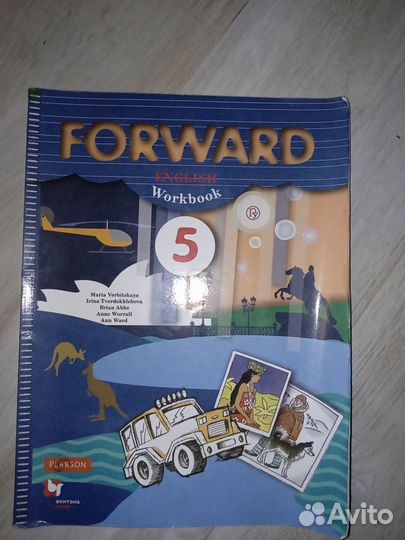 FORWARD
ENGLISH
Workbook
5
Maria Verbitskaya
Irina Tverdokhlebova
Brian Abbs
Anne Worrall
Ann Ward
PEARSON
вентана
граф
Avito